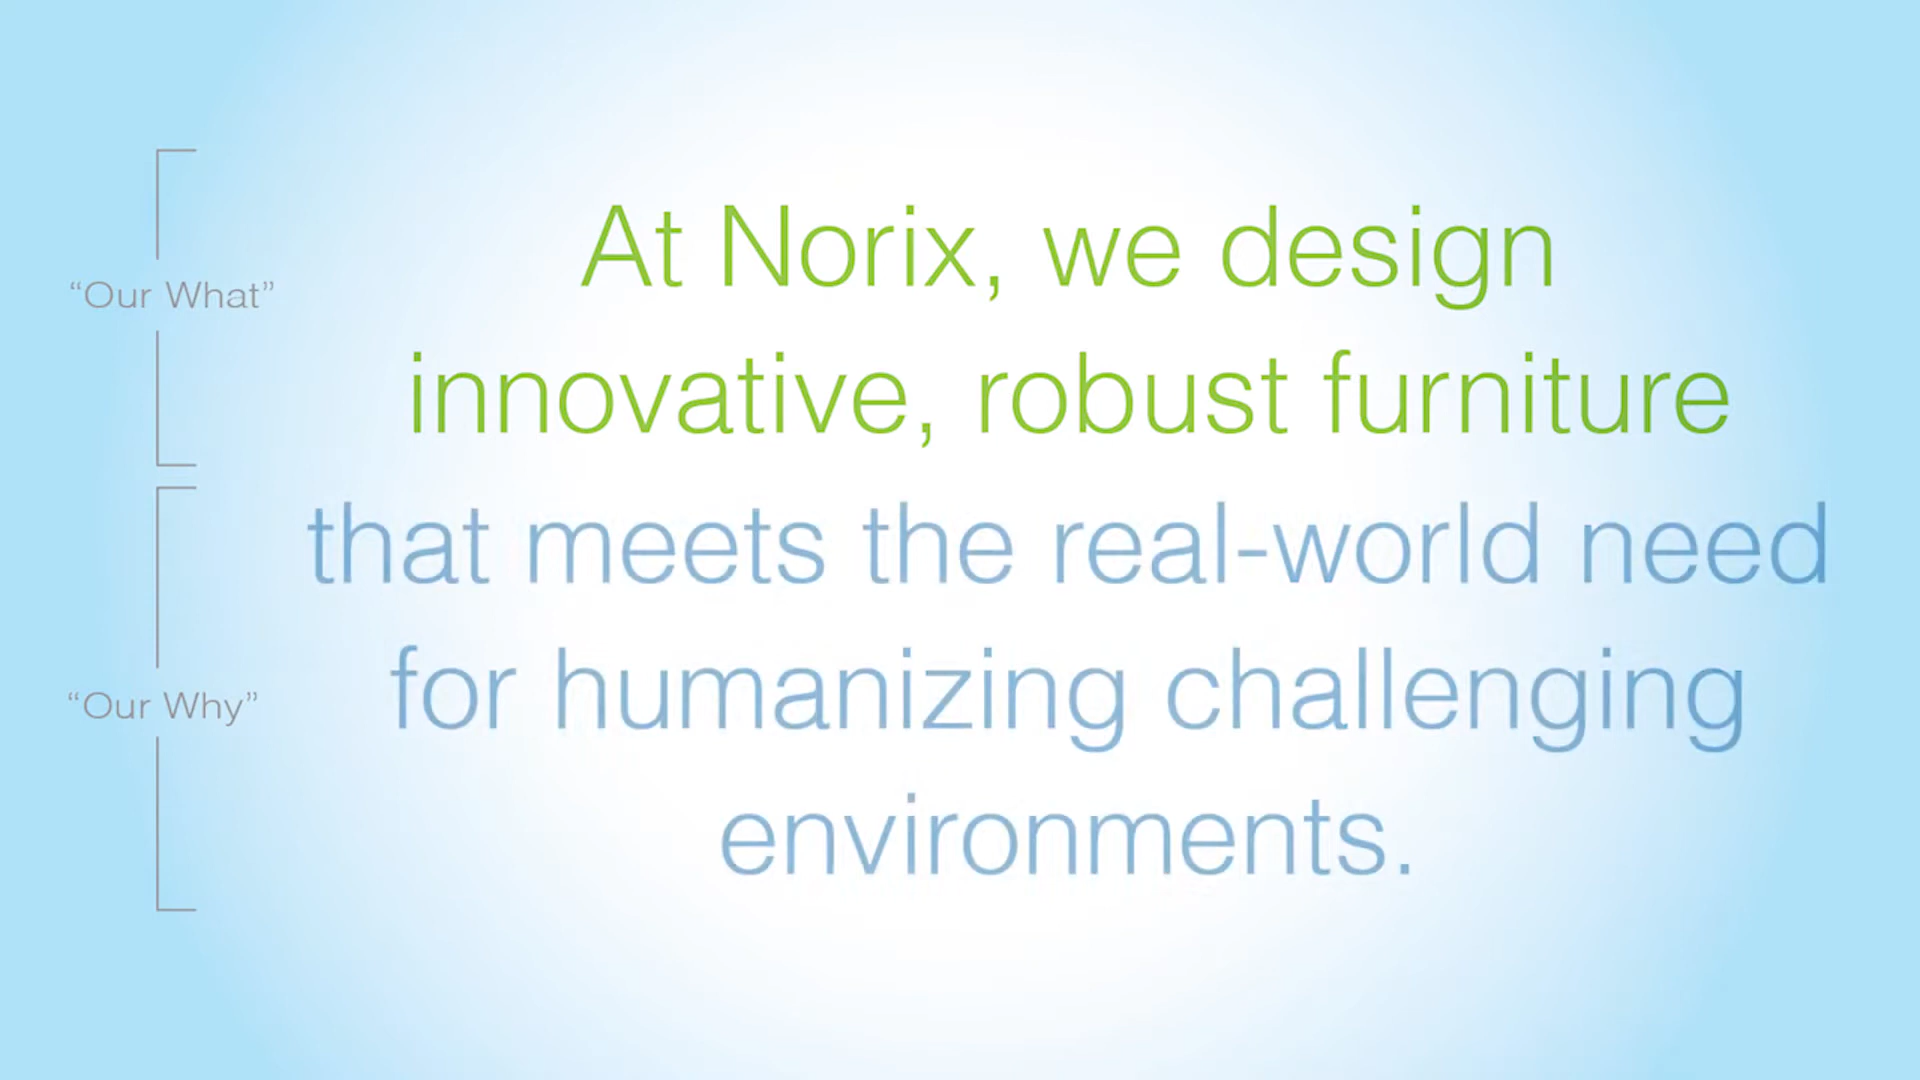 “Our What”
At Norix, we design
innovative, robust furniture
“Our Why”
that meets the real-world need
for humanizing challenging
environments.